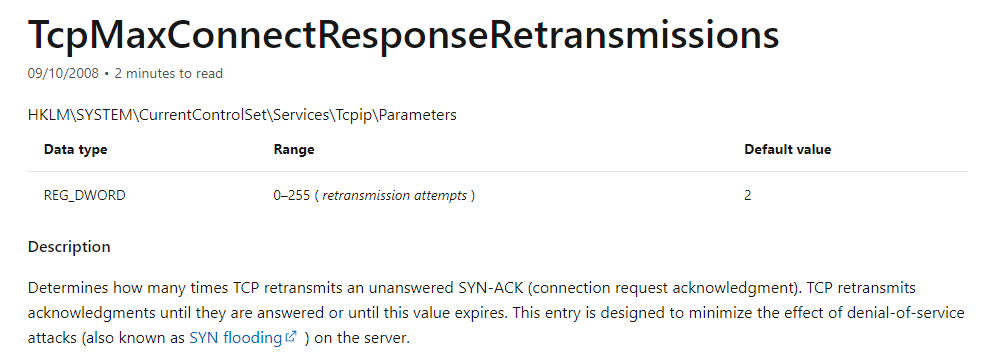 TcpMaxConnectResponseRetransmissions
09/10/2008 • 2 minutes to read
HKLM\SYSTEM\CurrentControlSet\Services\Tcpip\Parameters
Data type Range Default value
REG_DWORD 0–255 ( retransmission attempts ) 2
Description
Determines how many times TCP retransmits an unanswered SYN-ACK (connection request acknowledgment). TCP retransmits
acknowledgments until they are answered or until this value expires. This entry is designed to minimize the effect of denial-of-service
attacks (also known as SYN flooding ) on the server.